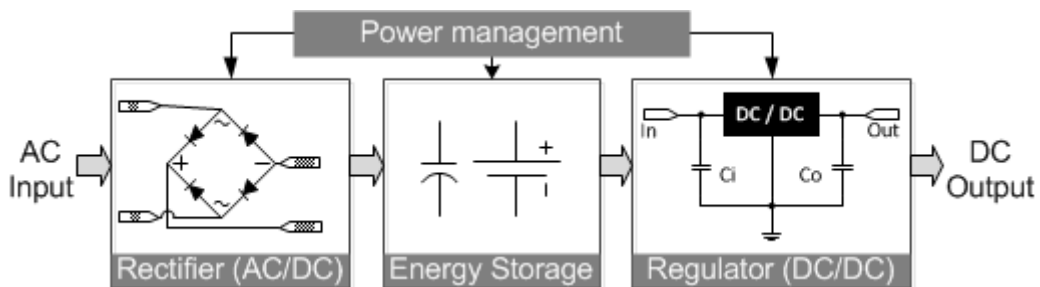 Power management
AC
Input
~
+
−
~
Rectifier (AC/DC)
+
−
Energy Storage
DC / DC
In
Out
Ci
Co
Regulator (DC/DC)
DC
Output